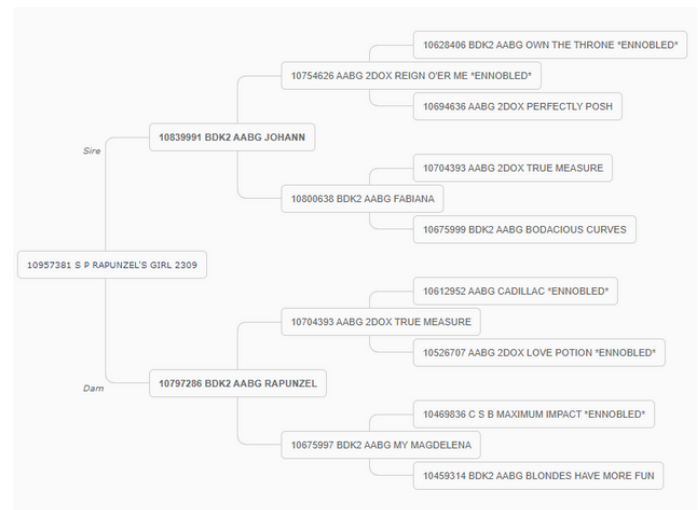 10628406 BDK2 AABG OWN THE THRONE *ENNOBLED*
10754626 AABG 2DOX REIGN O'ER ME *ENNOBLED*
10694636 AABG 2DOX PERFECTLY POSH
10839991 BDK2 AABG JOHANN
Sire
10704393 AABG 2DOX TRUE MEASURE
10800638 BDK2 AABG FABIANA
10675999 BDK2 AABG BODACIOUS CURVES
10957381 S P RAPUNZEL'S GIRL 2309
10612952 AABG CADILLAC *ENNOBLED*
10704393 AABG 2DOX TRUE MEASURE
10526707 AABG 2DOX LOVE POTION *ENNOBLED*
10797286 BDK2 AABG RAPUNZEL
Dam
10469836 C S B MAXIMUM IMPACT *ENNOBLED*
10675997 BDK2 AABG MY MAGDELENA
10459314 BDK2 AABG BLONDES HAVE MORE FUN